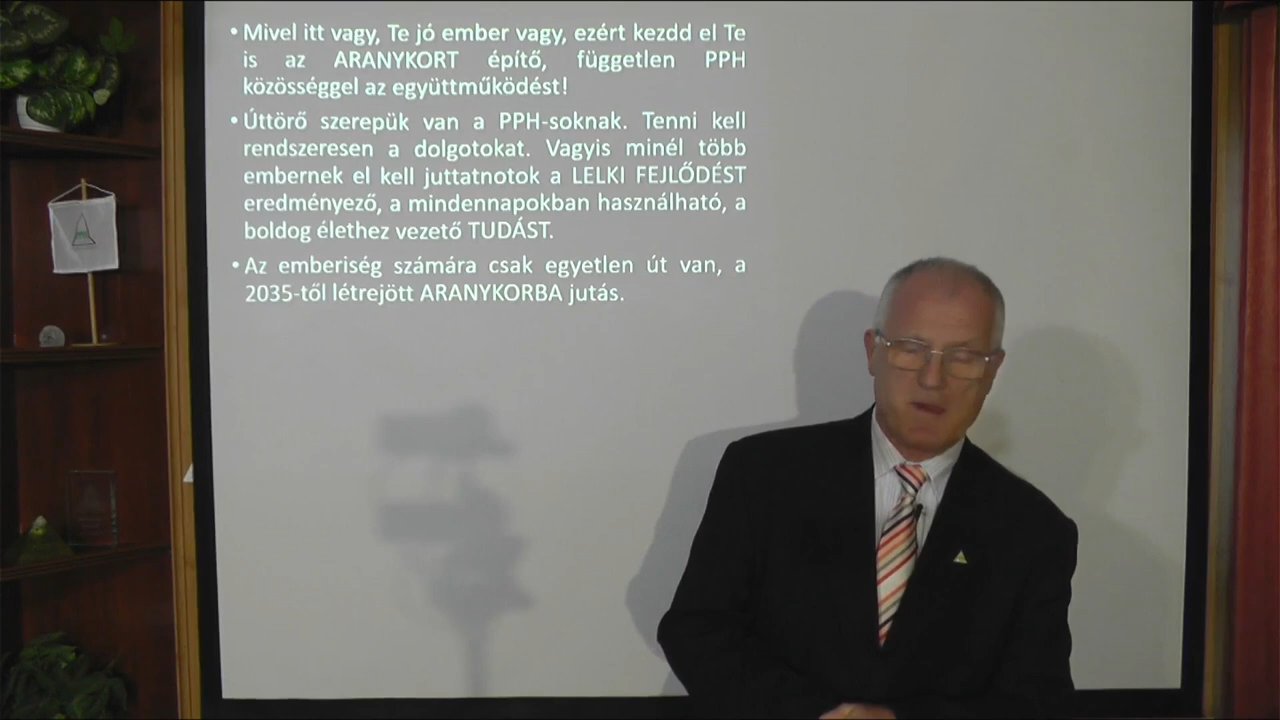 • Mivel itt vagy, Te jó ember vagy, ezért kezdd el Te
is az ARANYKORT építő, független PPH
közösséggel az együttműködést!
• Úttörő szerepük van a PPH-soknak. Tenni kell
rendszeresen a dolgotokat. Vagyis minél több
embernek el kell juttatnotok a LELKI FEJLŐDÉST
eredményező, a mindennapokban használható, a
boldog élethez vezető TUDÁST.
• Az emberiség számára csak egyetlen út van, a
2035-től létrejött ARANYKORBA jutás.